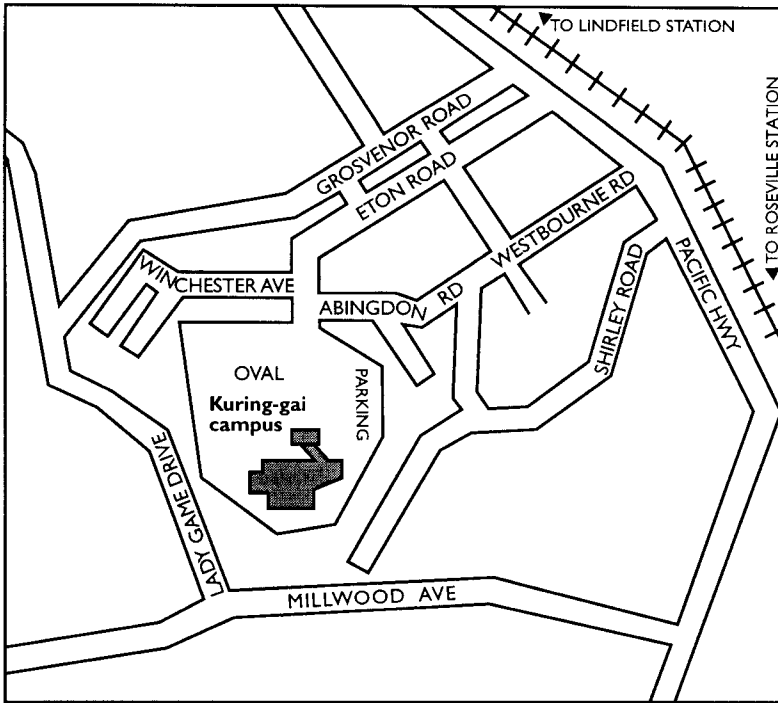 TO LINDFIELD STATION
TO ROSEVILLE STATION
GROSVENOR ROAD
ETON ROAD
WESTBOURNE RD
WINCHESTER AVE
ABINGDON RD
SHIRLEY ROAD
PACIFIC HWY
OVAL
PARKING
Kuring-gai
campus
LADY GAME DRIVE
MILLWOOD AVE